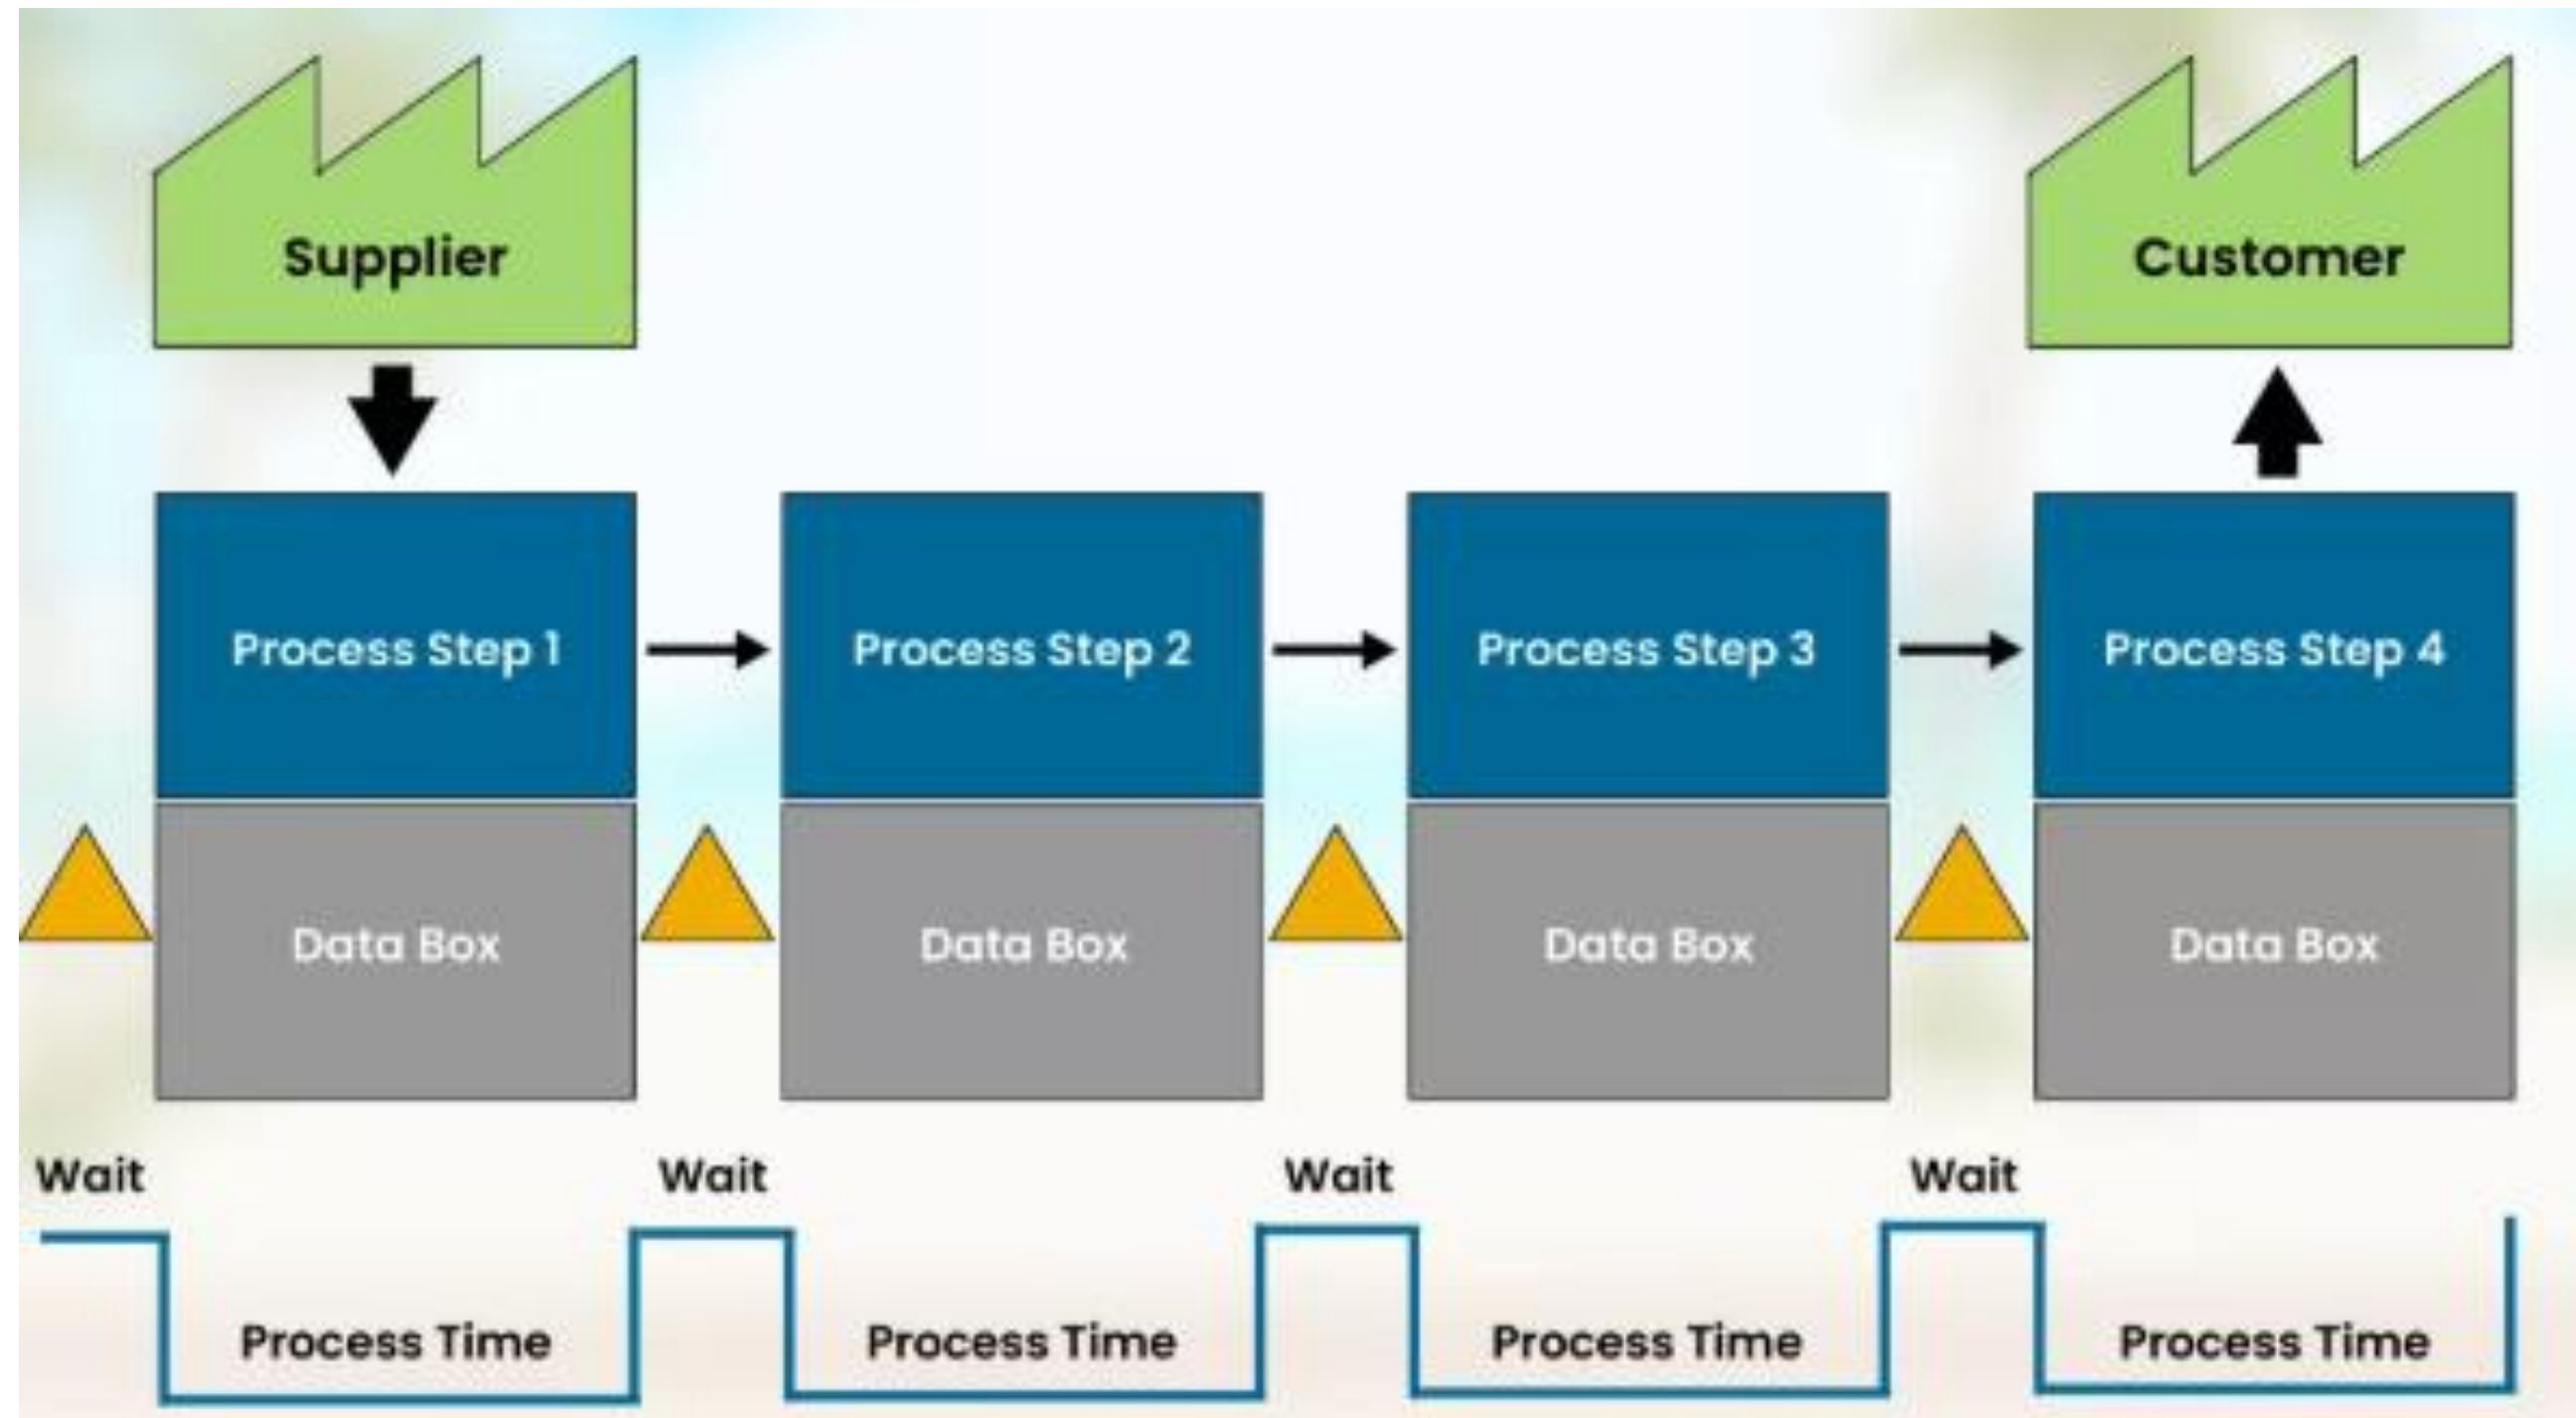 Supplier
Customer
Process Step 1
Process Step 2
Process Step 3
Process Step 4
Data Box
Data Box
Data Box
Data Box
Wait
Wait
Wait
Wait
Process Time
Process Time
Process Time
Process Time